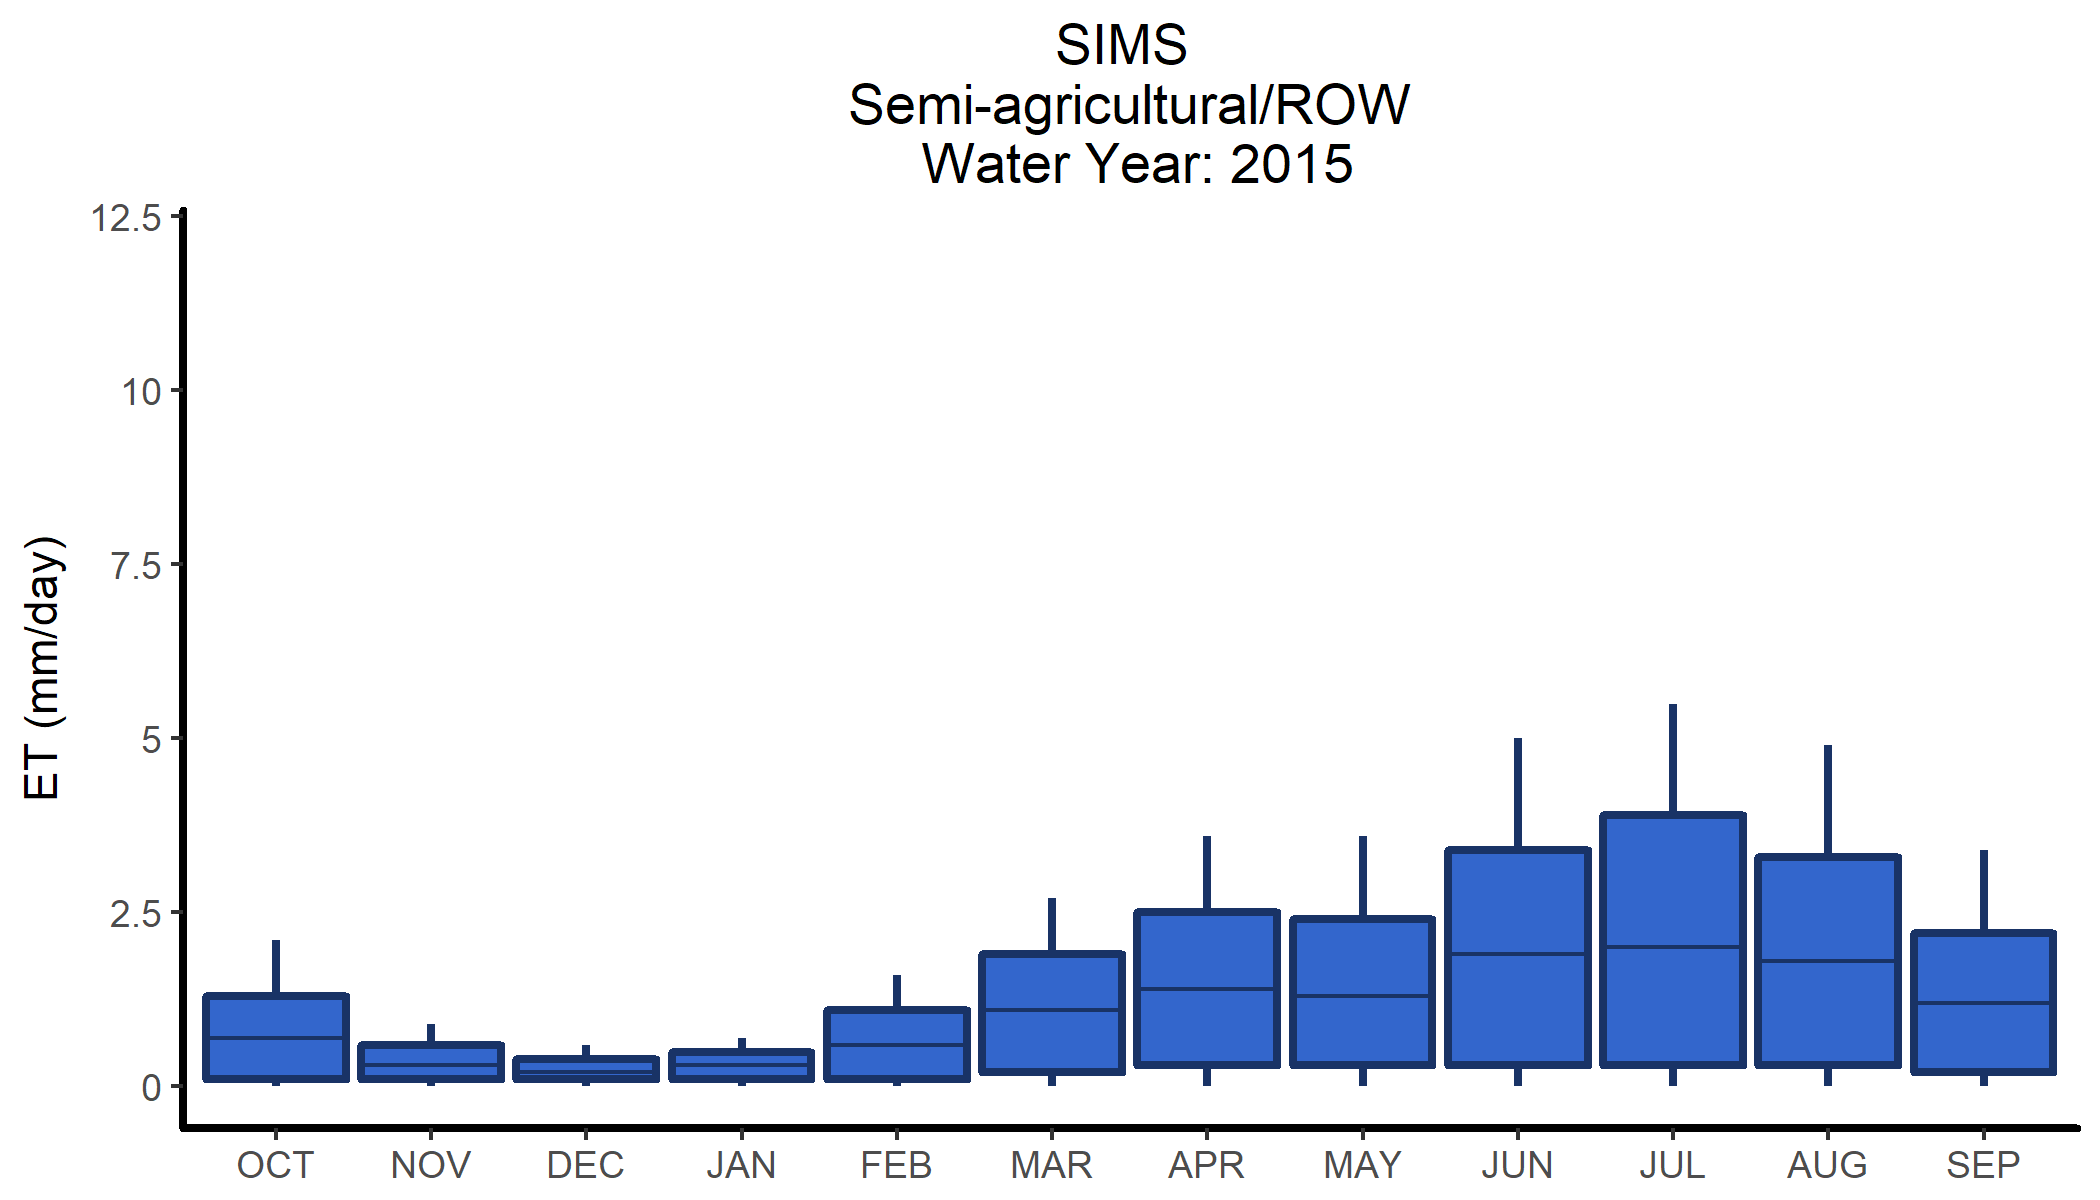 SIMS
Semi-agricultural/ROW
Water Year: 2015
12.5
10
7.5
5
2.5
0
ET (mm/day)
OCT NOV DEC JAN FEB MAR APR MAY JUN JUL AUG SEP